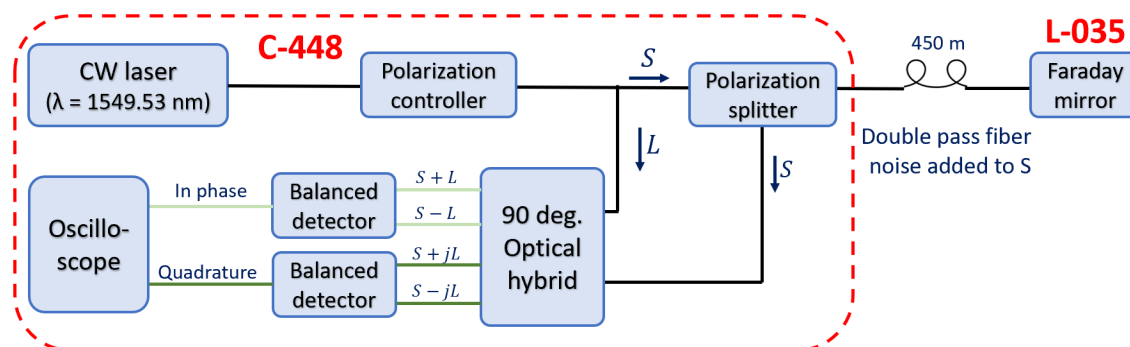 C-448
L-035
CW laser
(λ = 1549.53 nm)
Polarization
controller
S
Polarization
splitter
450 m
Faraday
mirror
Double pass fiber
noise added to S
L
S
Oscillo-
scope
In phase
Quadrature
Balanced
detector
Balanced
detector
S + L
S − L
S + jL
S − jL
90 deg.
Optical
hybrid